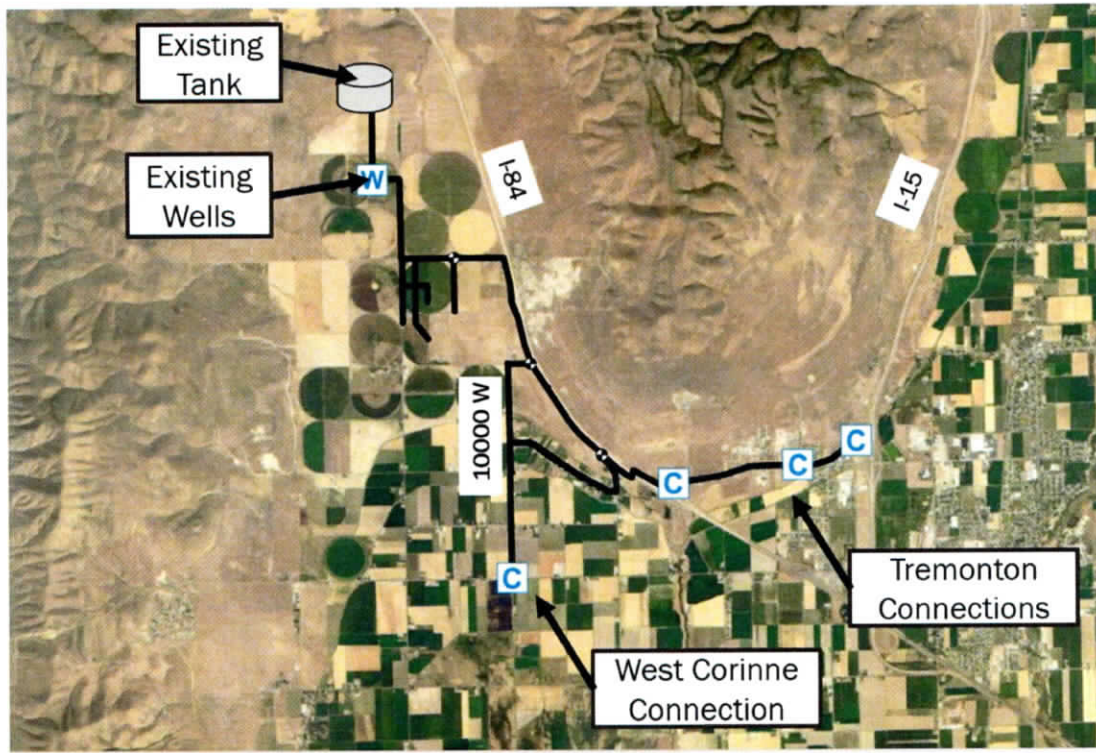 Existing
Tank
Existing
Wells
W
I-84
I-15
10000 W
C
C
C
C
Tremonton
Connections
West Corinne
Connection